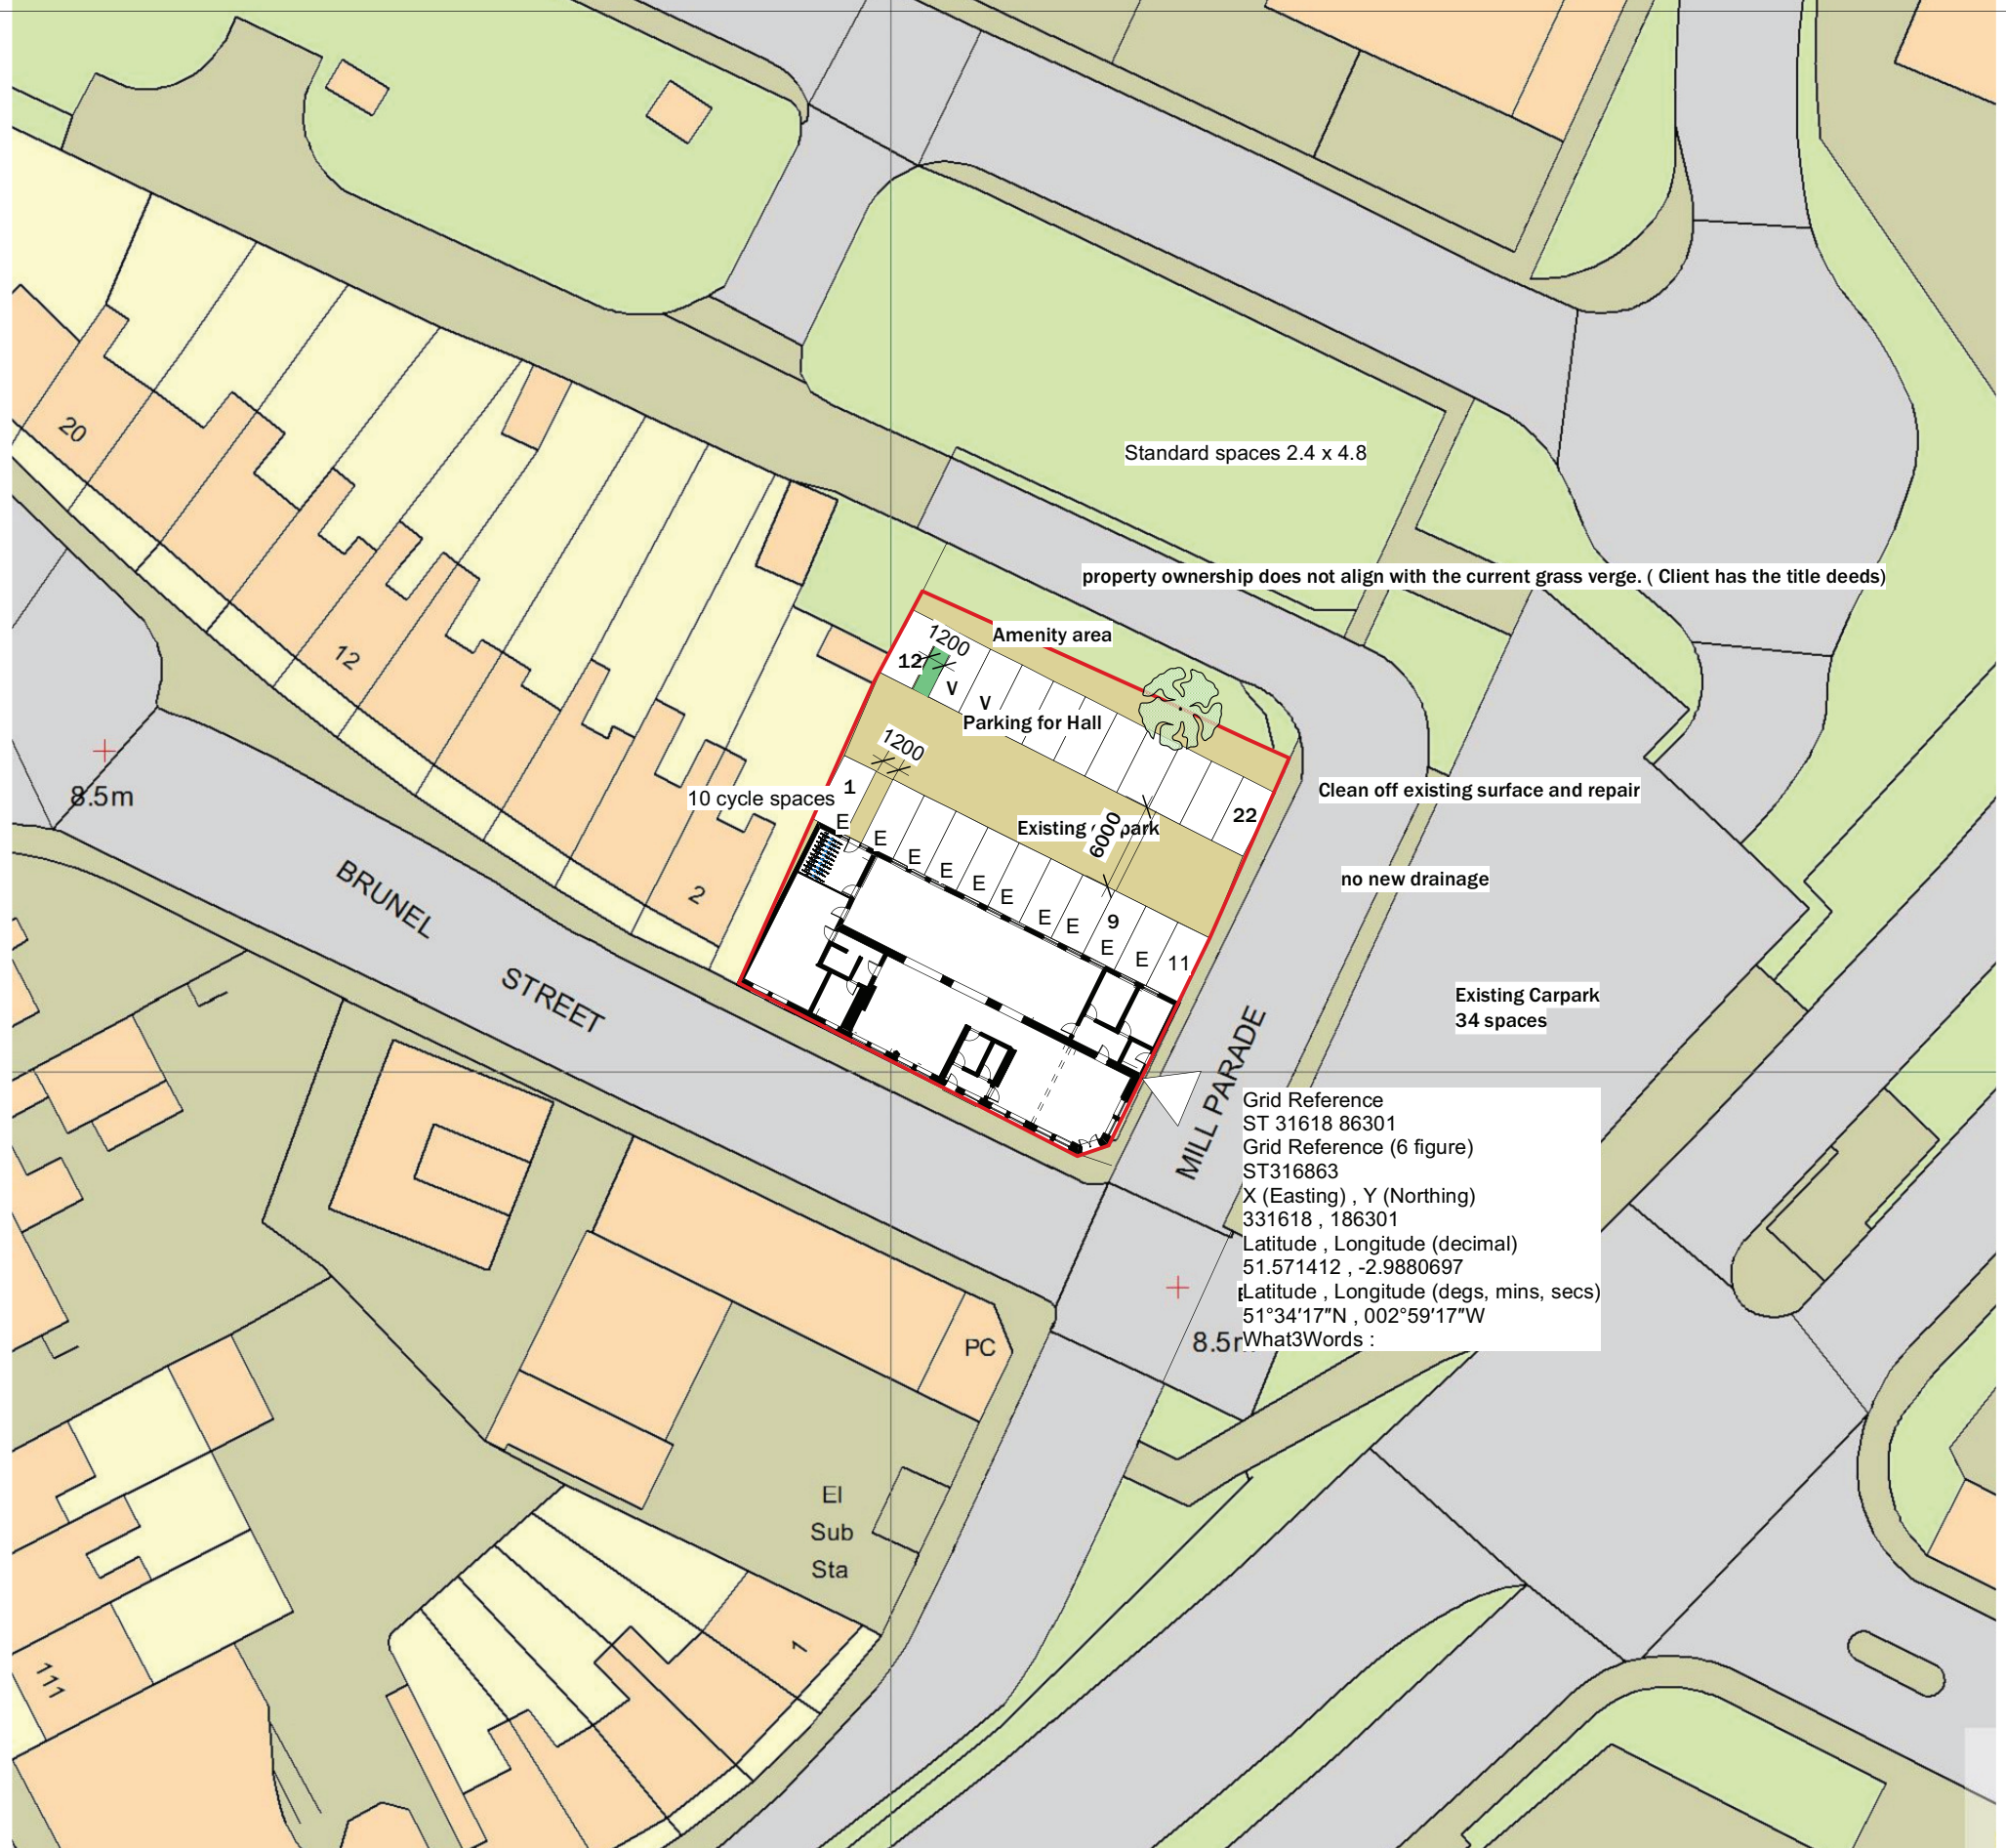 20
Standard spaces 2.4 x 4.8
property ownership does not align with the current grass verge. ( Client has the title deeds)
1200
Amenity area
12
12
V
V
Parking for Hall
1200
1
10 cycle spaces
8.5m
Clean off existing surface and repair
22
Existing park
6000
E
E
E
E
E
E
E
E
9
E
E
11
no new drainage
2
BRUNEL
STREET
Existing Carpark
34 spaces
MILL PARADE
Grid Reference
ST 31618 86301
Grid Reference (6 figure)
ST316863
X (Easting) , Y (Northing)
331618 , 186301
Latitude , Longitude (decimal)
51.571412 , -2.9880697
Latitude , Longitude (degs, mins, secs)
51°34'17"N , 002°59'17"W
What3Words :
8.5
PC
El
Sub
Sta
1
111